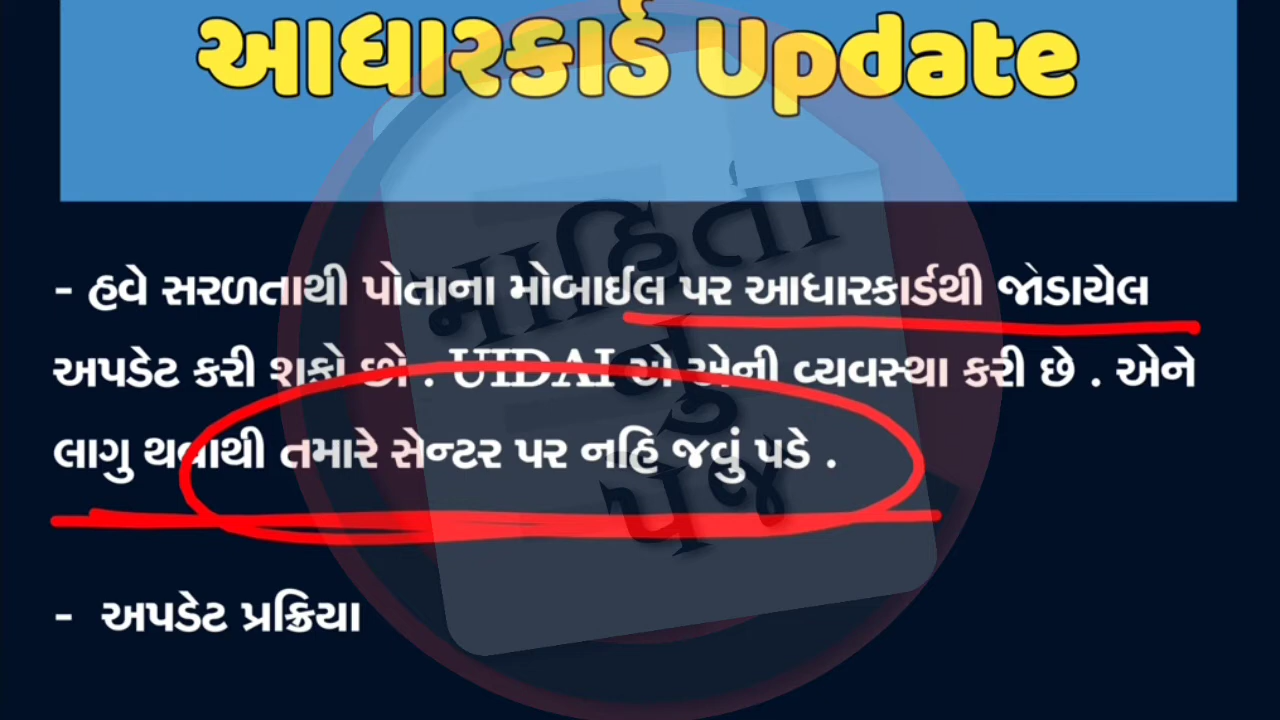 આધારકાર્ડ Update
- હવે સરળતાથી પોતાના મોબાઈલ પર આધારકાર્ડથી જોડાયેલ
અપડેટ કરી શકો છો . UIDAI એ એની વ્યવસ્થા કરી છે . એને
લાગુ થવાથી તમારે સેન્ટર પર નહિ જવું પડે .
- અપડેટ પ્રક્રિયા
માહિતી
નું
પેજ